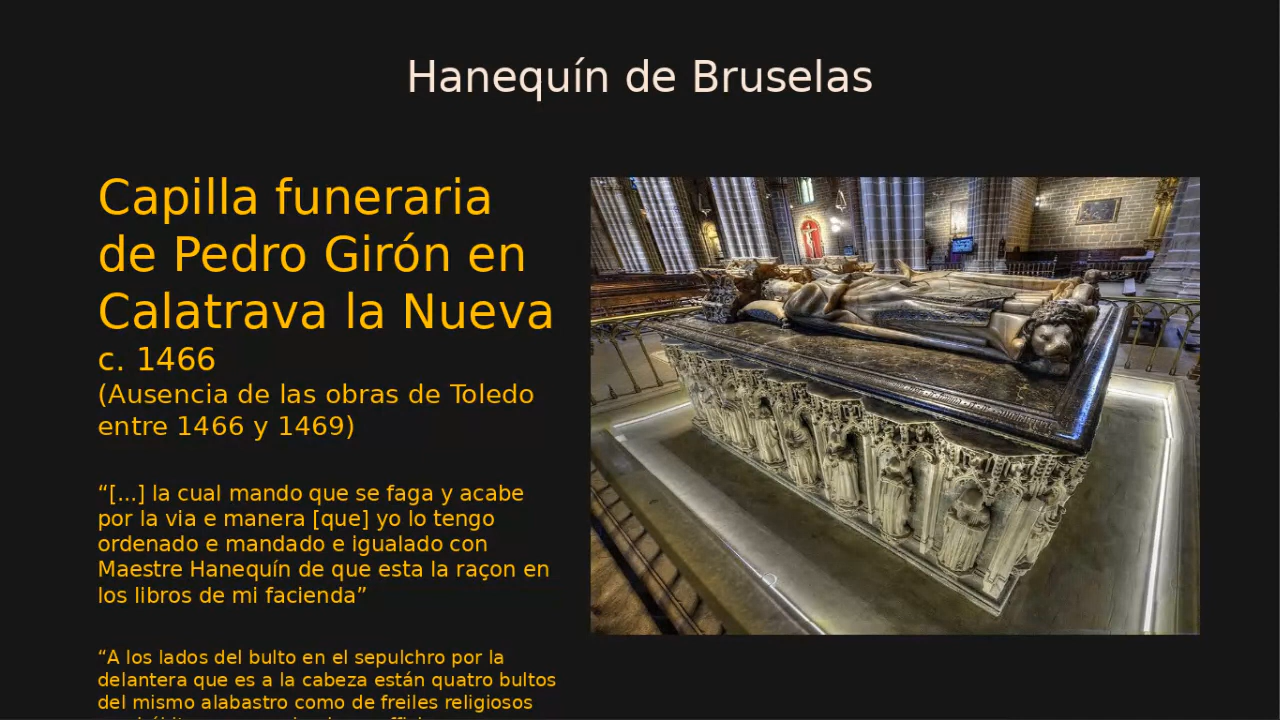 Hanequín de Bruselas
Capilla funeraria
de Pedro Girón en
Calatrava la Nueva
c. 1466
(Ausencia de las obras de Toledo
entre 1466 y 1469)
“[...] la cual mando que se faga y acabe
por la via e manera [que] yo lo tengo
ordenado e mandado e igualado con
Maestre Hanequín de que esta la raçon en
los libros de mi facienda”
“A los lados del bulto en el sepulchro por la
delantera que es a la cabeza están quatro bultos
del mismo alabastro como de freiles religiosos